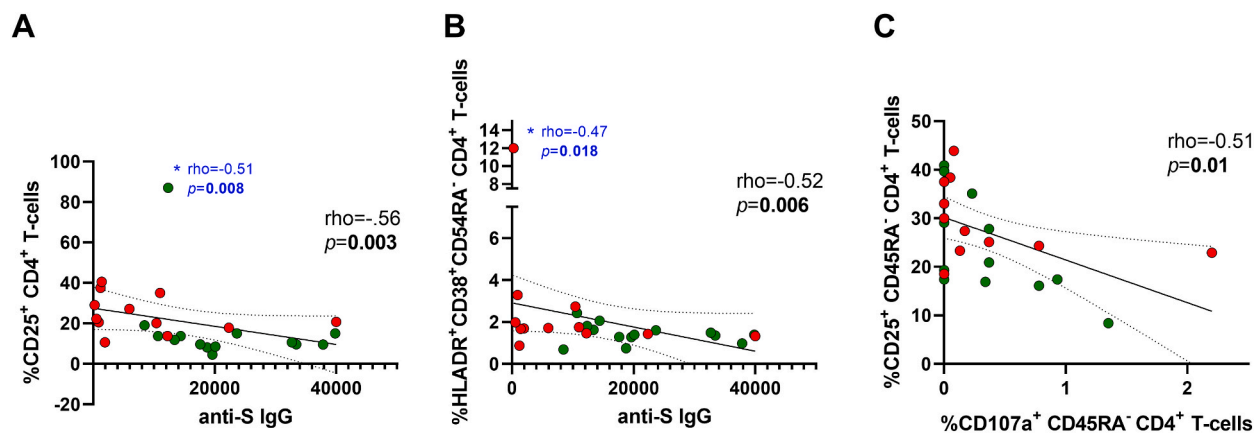 A
%CD25+ CD4+ T-cells
100
80
60
40
20
0
-20
* rho=-0.51
p=0.008
rho=-.56
p=0.003
20000
40000
anti-S IgG
B
%HLADR+CD38+CD54RA- CD4+ T-cells
14
12
10
8
6
4
2
0
* rho=-0.47
p=0.018
rho=-0.52
p=0.006
0
10000
20000
30000
40000
anti-S IgG
C
%CD25+ CD45RA- CD4+ T-cells
50
40
30
20
10
0
rho=-0.51
p=0.01
0
1
2
%CD107a+ CD45RA- CD4+ T-cells